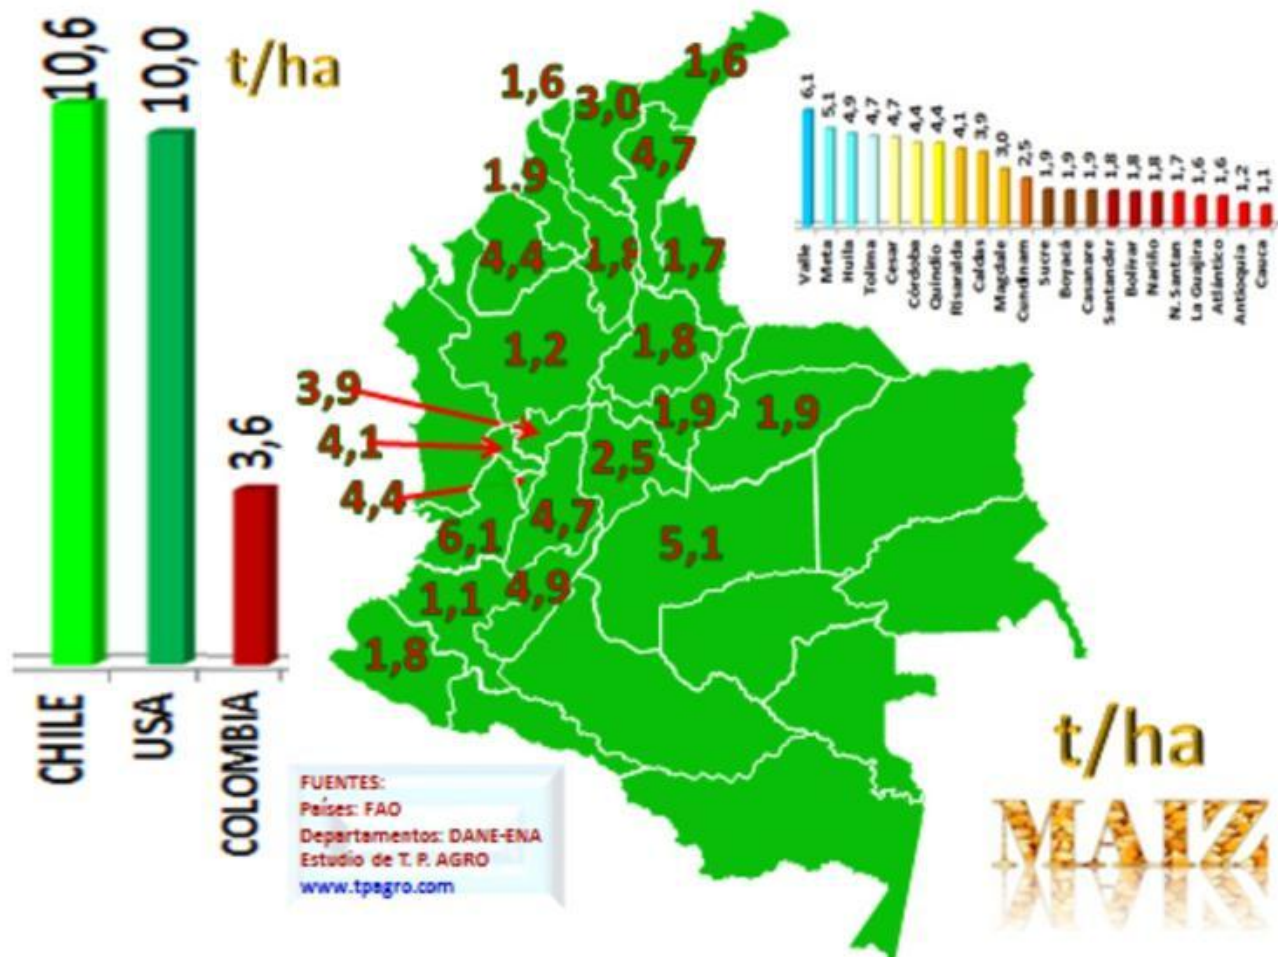 10,6
10,0
3,6
t/ha
CHILE
USA
COLOMBIA
1,6
1,6
3,0
4,7
1.9
4,4
1,8
1,7
1,2
1,8
3,9
1,9
1,9
4,1
2,5
4,4
4,7
6,1
5,1
4,9
1,1
1,8
6,1
5,1
4,9
4,7
4,7
4,4
4,4
4,1
3,9
3,0
2,5
1,9
1,9
1,9
1,8
1,8
1,8
1,7
1,6
1,6
1,2
1,1
Valle
Meta
Huila
Tolima
Cesar
Córdoba
Quindío
Risaralda
Caldas
Magdale
Cundinam
Sucre
Boyacá
Casanare
Santander
Bolívar
Nariño
N. Santan
La Guajira
Atlántico
Antioquia
Cauca
FUENTES:
Países: FAO
Departamentos: DANE-ENA
Estudio de T. P. AGRO
www.tpagro.com
t/ha
MAIZ